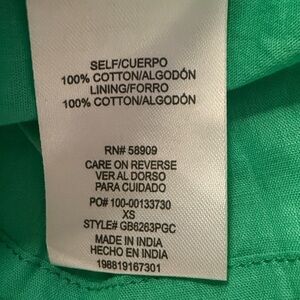 SELF/CUERPO
100% COTTON/ALGODÓN
LINING/FORRO
100% COTTON/ALGODÓN
RN# 58909
CARE ON REVERSE
VER AL DORSO
PARA CUIDADO
PO# 100-00133730
XS
STYLE# GB6263PGC
MADE IN INDIA
HECHO EN INDIA
198819167301